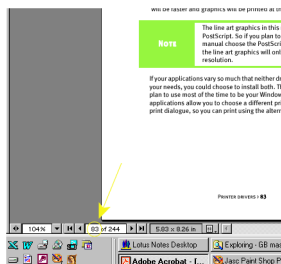 will be faster and graphics will be printed at th
The line art graphics in this
NOTE
PostScript. So if you plan to
manual choose the PostScri
the line art graphics will onl
resolution.
If your applications vary so much that neither dr
your needs, you could choose to install both. Th
plan to use most of the time to be your Window
applications allow you to choose a different pri
print dialogue, so you can print using the altern
PRINTER DRIVERS | 83
104% 83 of 244 5.83 x 8.26 in
Lotus Notes Desktop Exploring - GB ma
Adobe Acrobat - [... Jasc Paint Shop P